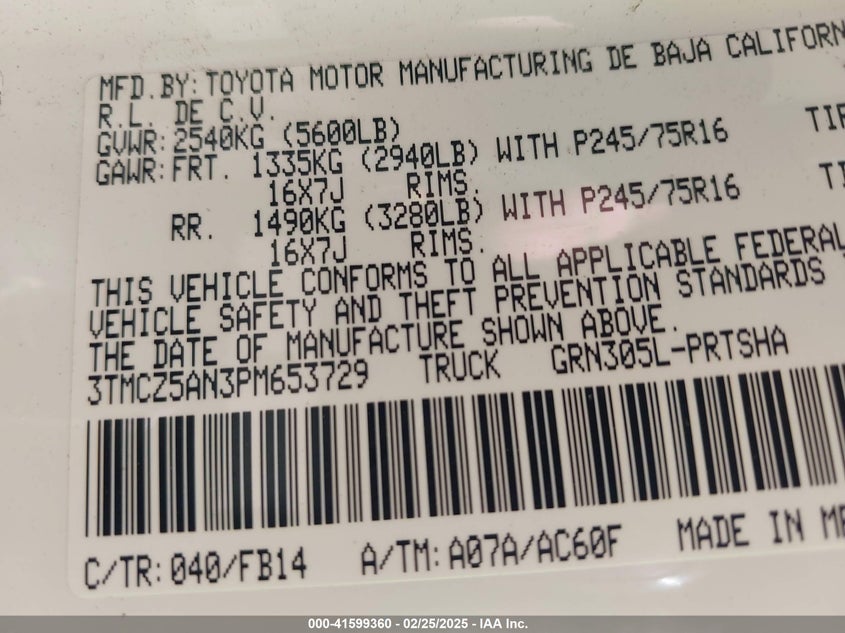 MFD.BY: TOYOTA MOTOR MANUFACTURING DE BAJA CALIFORN
R.L. DE C.V.
GVWR: 2540KG (5600LB)
GAWR: FRT. 1335KG (2940LB) WITH P245/75R16 TIR
16X7J RIMS.
RR. 1490KG (3280LB) WITH P245/75R16 TI
16X7J RIMS.
THIS VEHICLE CONFORMS TO ALL APPLICABLE FEDERAL
VEHICLE SAFETY AND THEFT PREVENTION STANDARDS
THE DATE OF MANUFACTURE SHOWN ABOVE.
3TMCZ5AN3PM653729 TRUCK GRN305L-PRTSHA
C/TR: 040/FB14 A/TM: A07A/AC60F MADE IN ME
000-41599360 - 02/25/2025 - IAA Inc.